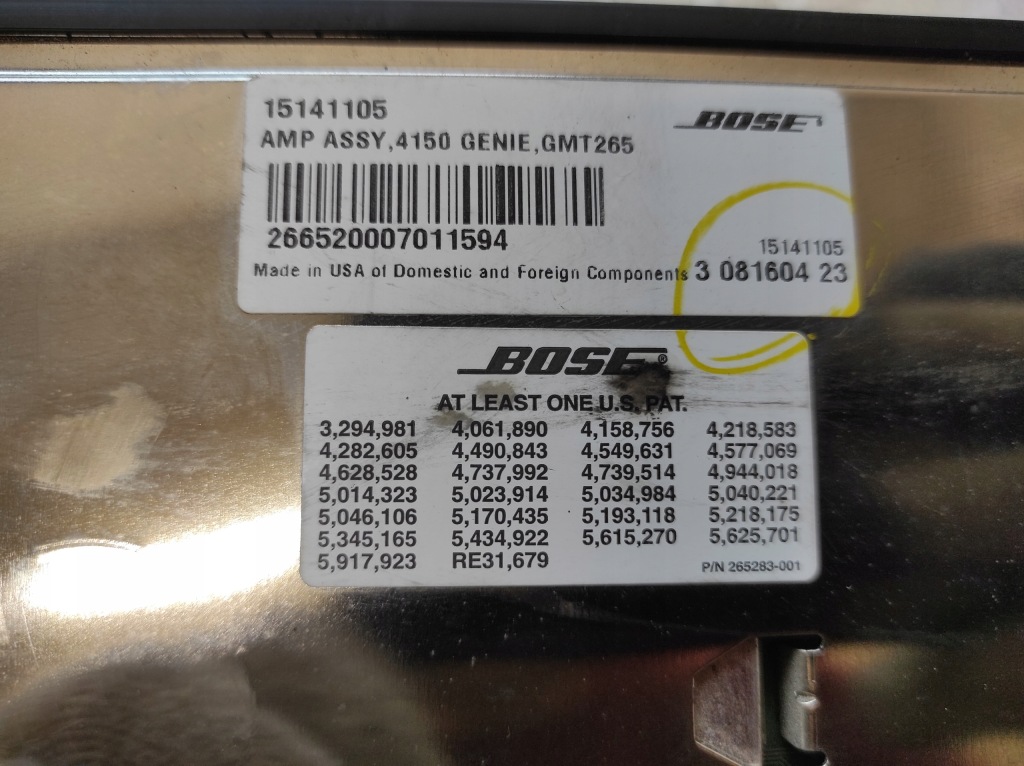 15141105
BOSE
AMP ASSY,4150 GENIE,GMT265
266520007011594
15141105
Made in USA of Domestic and Foreign Components 3 081604 23
BOSE®
AT LEAST ONE U.S. PAT.
3,294,981 4,061,890 4,158,756 4,218,583
4,282,605 4,490,843 4,549,631 4,577,069
4,628,528 4,737,992 4,739,514 4,944,018
5,014,323 5,023,914 5,034,984 5,040,221
5,046,106 5,170,435 5,193,118 5,218,175
5,345,165 5,434,922 5,615,270 5,625,701
5,917,923 RE31,679 P/N 265283-001